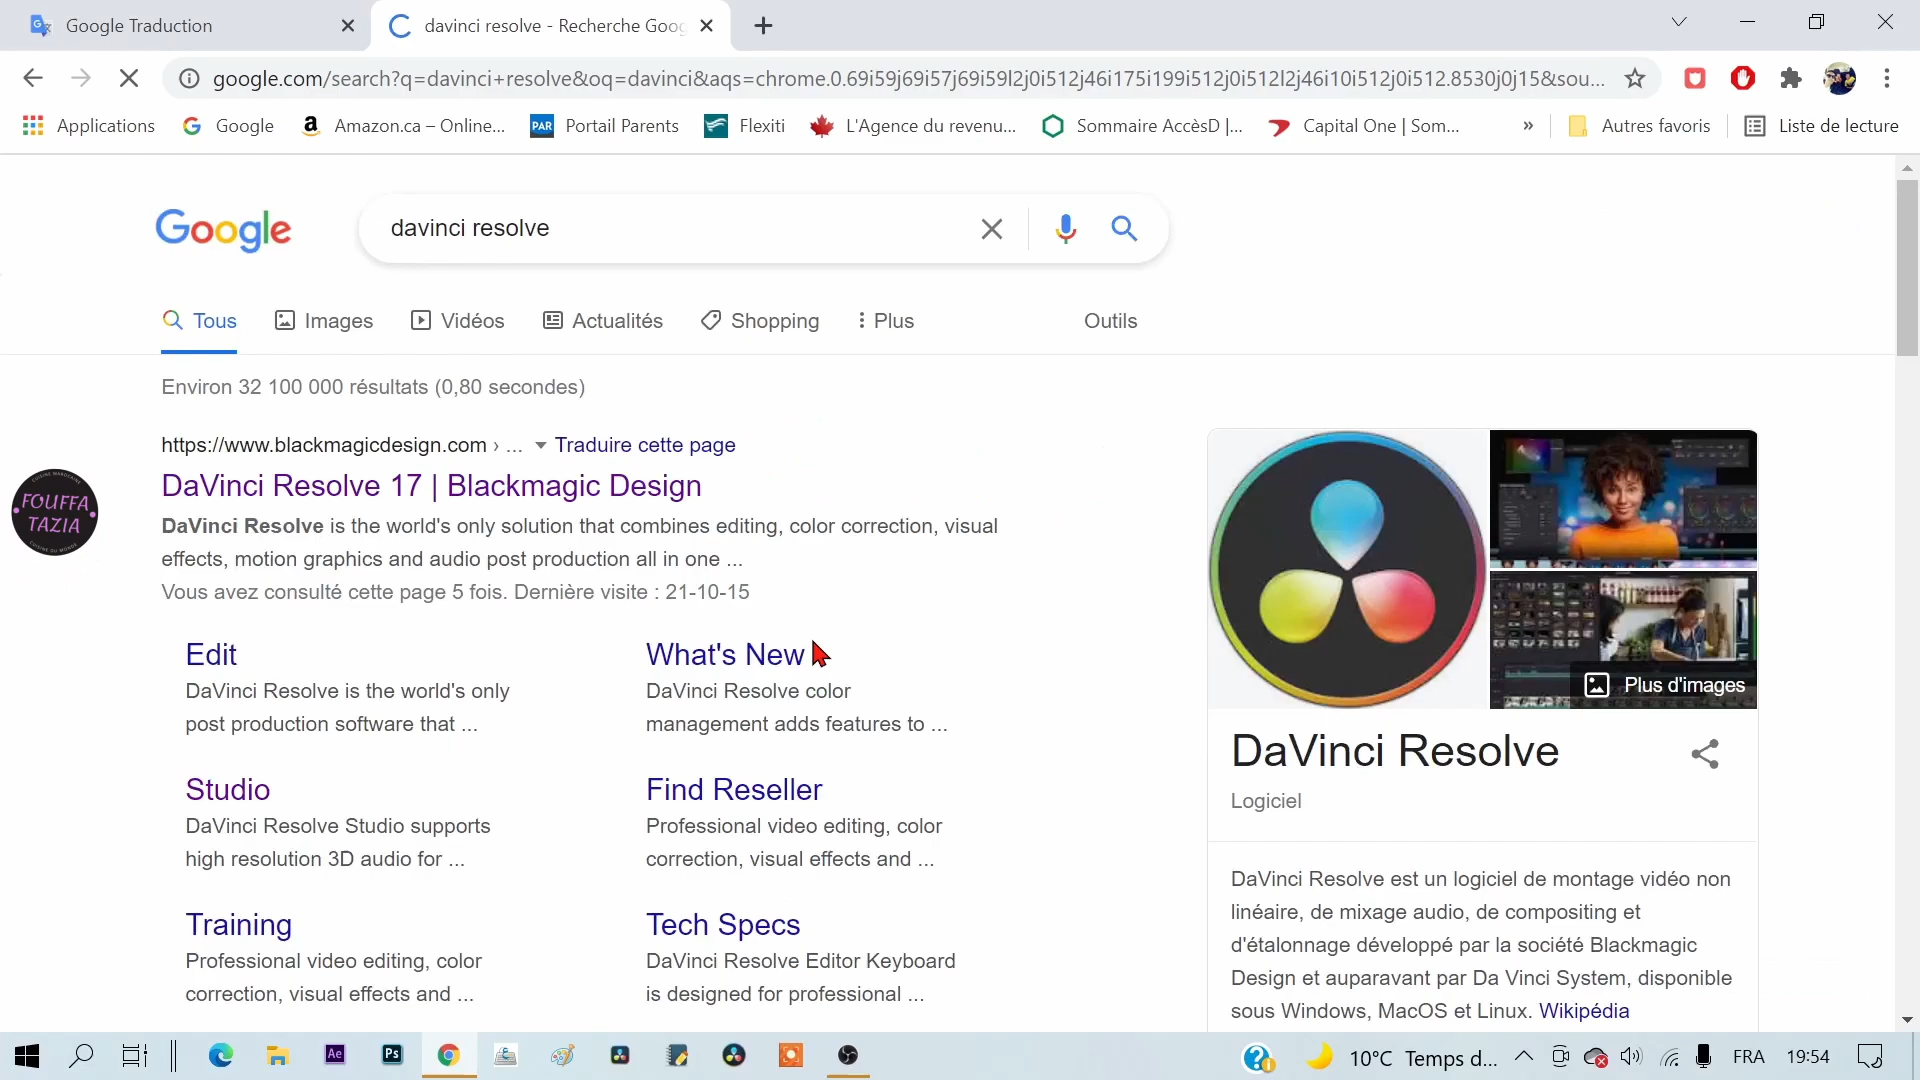 Google Traduction
davinci resolve - Recherche Goog
google.com/search?q=davinci+resolve&oq=davinci&aqs=chrome.0.69i59j69i57j69i59l2j0i512j46i175i199i512j0i512l2j46i10i512j0i512.8530j0j15&sou...
Applications
Google
Amazon.ca – Online...
PAR
Portail Parents
Flexiti
L'Agence du revenu...
Sommaire AccèsD |...
Capital One | Som...
»
Autres favoris
Liste de lecture
Google
davinci resolve
Tous
Images
Vidéos
Actualités
Shopping
Plus
Outils
Environ 32 100 000 résultats (0,80 secondes)
https://www.blackmagicdesign.com › ...
Traduire cette page
DaVinci Resolve 17 | Blackmagic Design
DaVinci Resolve is the world's only solution that combines editing, color correction, visual
effects, motion graphics and audio post production all in one ...
Vous avez consulté cette page 5 fois. Dernière visite : 21-10-15
CUISINE MAROCAINE
FOUFFA
TAZIA
CUISINE DU MONDE
Edit
DaVinci Resolve is the world's only
post production software that ...
What's New
DaVinci Resolve color
management adds features to ...
Studio
DaVinci Resolve Studio supports
high resolution 3D audio for ...
Find Reseller
Professional video editing, color
correction, visual effects and ...
Training
Professional video editing, color
correction, visual effects and ...
Tech Specs
DaVinci Resolve Editor Keyboard
is designed for professional ...
Plus d'images
DaVinci Resolve
Logiciel
DaVinci Resolve est un logiciel de montage vidéo non
linéaire, de mixage audio, de compositing et
d'étalonnage développé par la société Blackmagic
Design et auparavant par Da Vinci System, disponible
sous Windows, MacOS et Linux. Wikipédia
Ae
Ps
10°C Temps d...
FRA
19:54